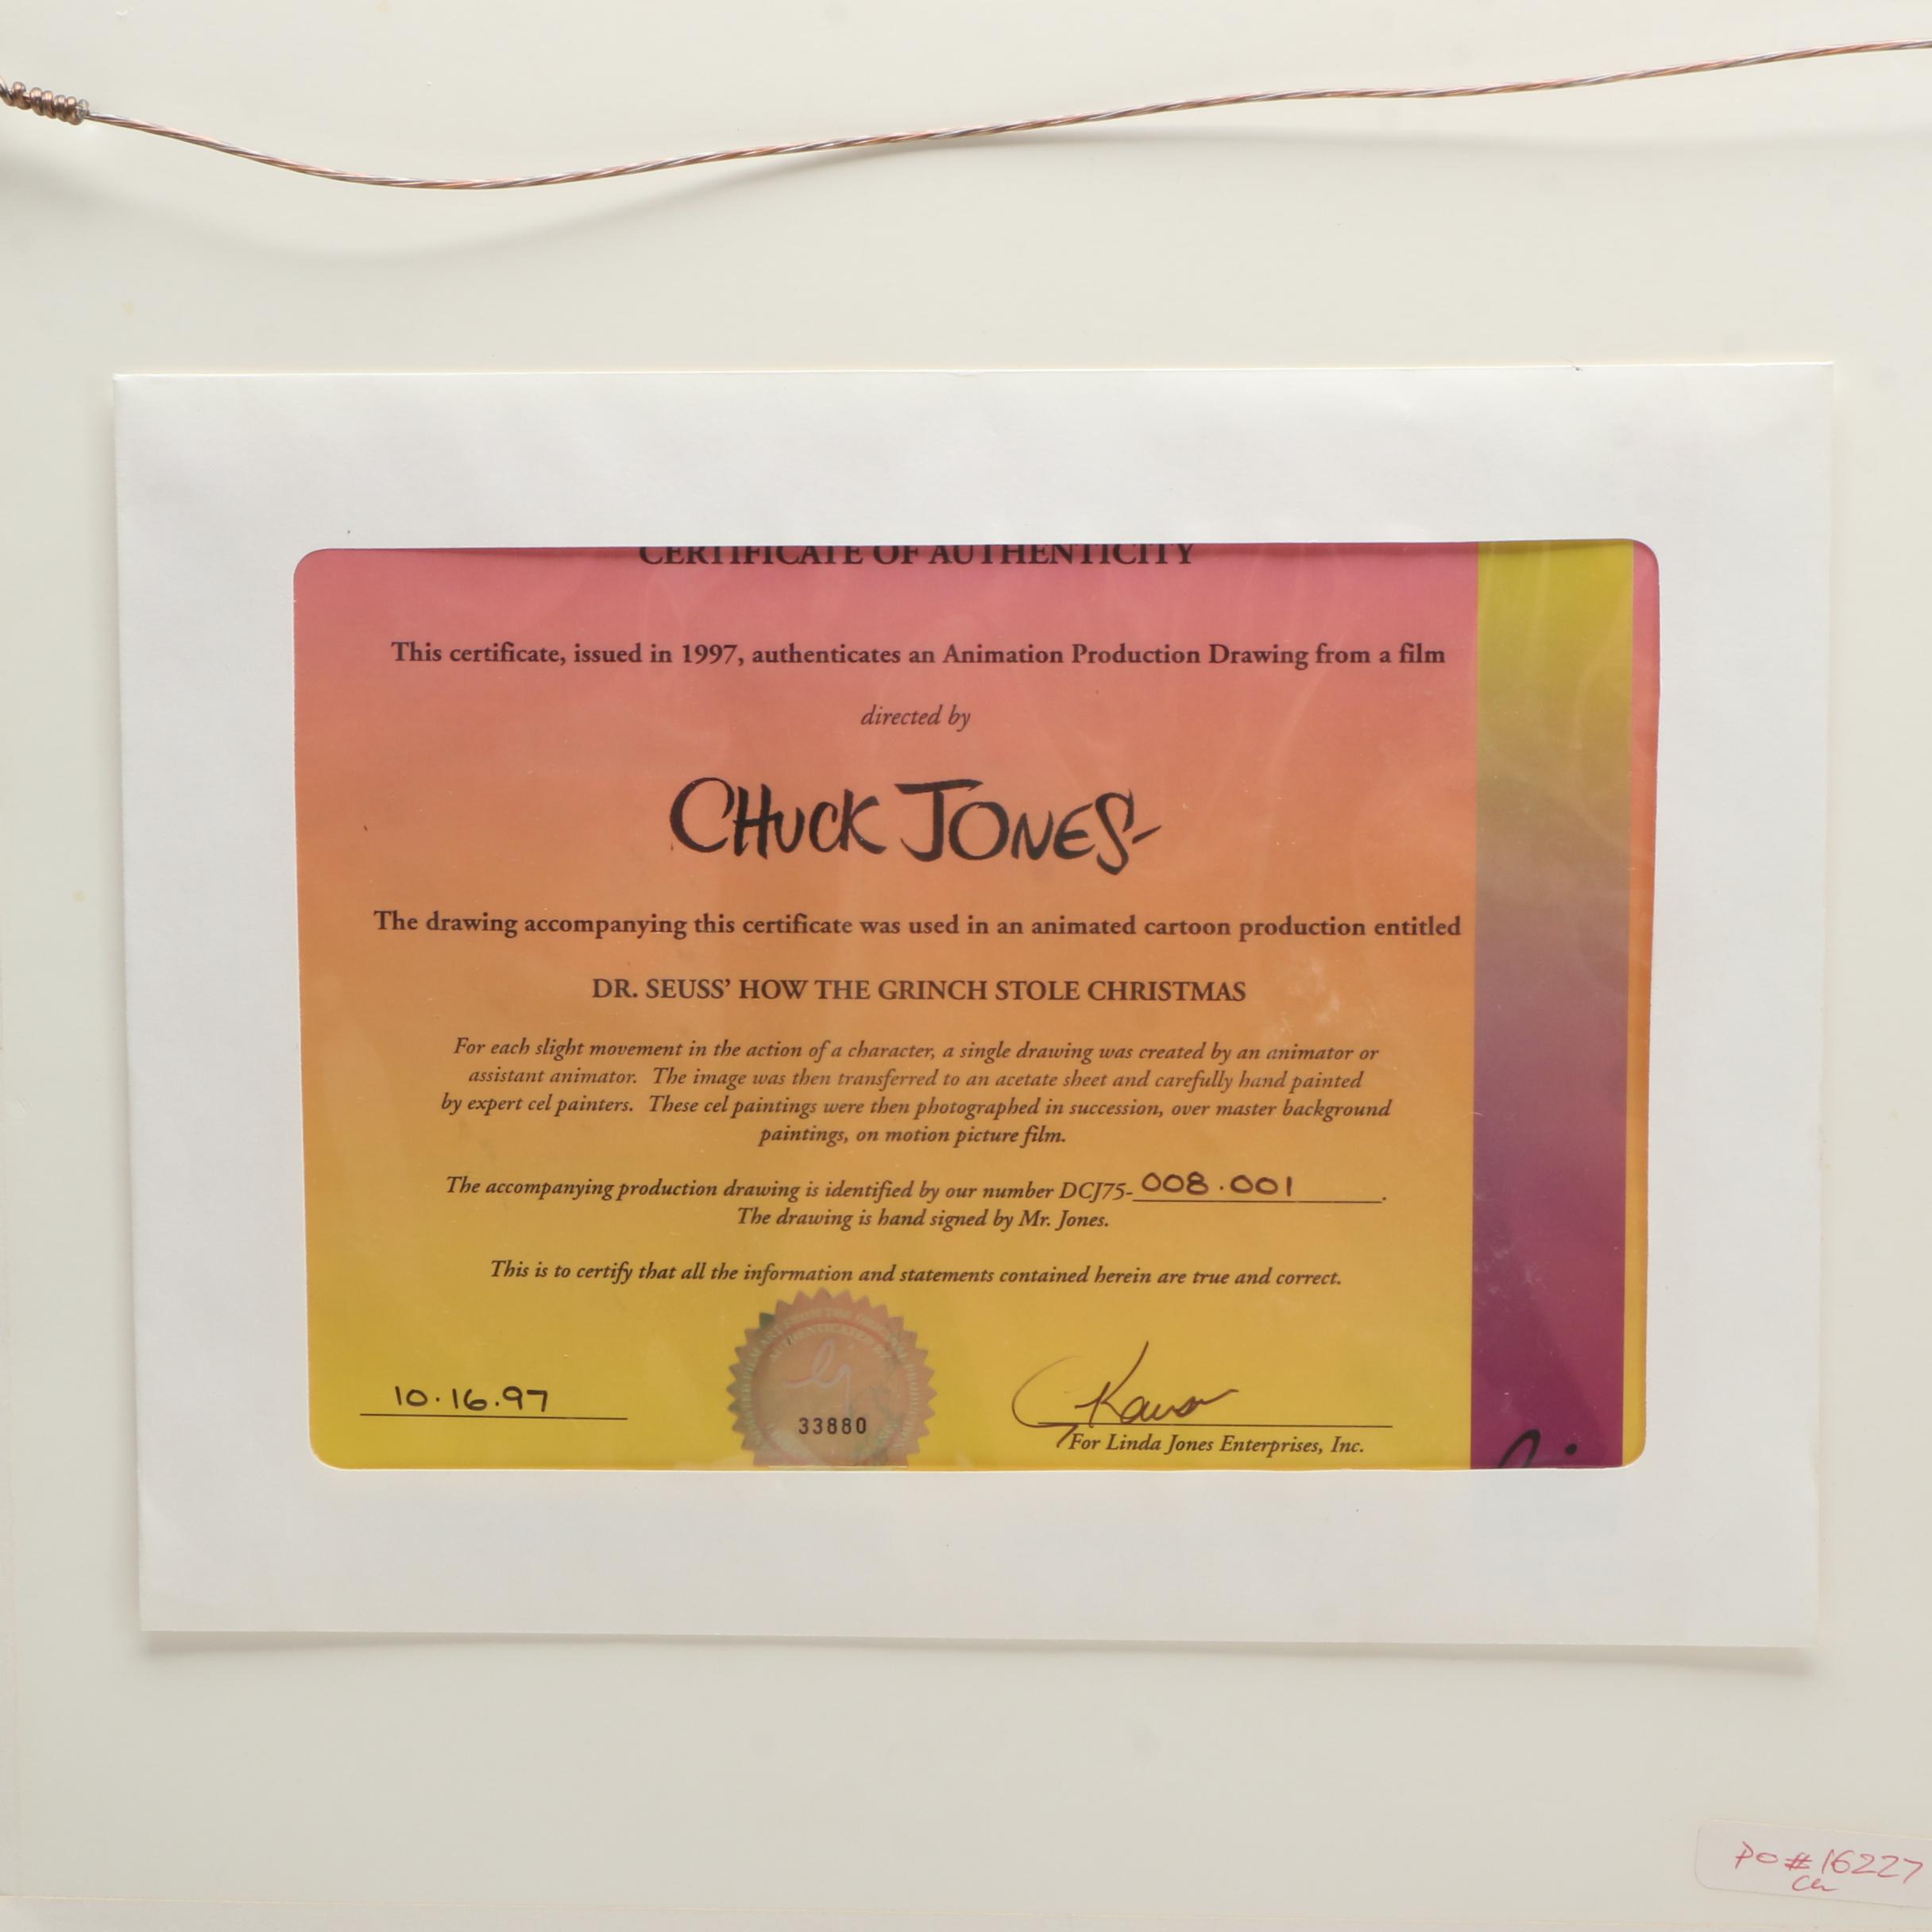 CERTIFICATE OF AUTHENTICITY
This certificate, issued in 1997, authenticates an Animation Production Drawing from a film
directed by
CHUCK JONES-
The drawing accompanying this certificate was used in an animated cartoon production entitled
DR. SEUSS' HOW THE GRINCH STOLE CHRISTMAS
For each slight movement in the action of a character, a single drawing was created by an animator or
assistant animator. The image was then transferred to an acetate sheet and carefully hand painted
by expert cel painters. These cel paintings were then photographed in succession, over master background
paintings, on motion picture film.
The accompanying production drawing is identified by our number DCJ75-008.001.
The drawing is hand signed by Mr. Jones.
This is to certify that all the information and statements contained herein are true and correct.
10.16.97
33880
For Linda Jones Enterprises, Inc.
PO#16227